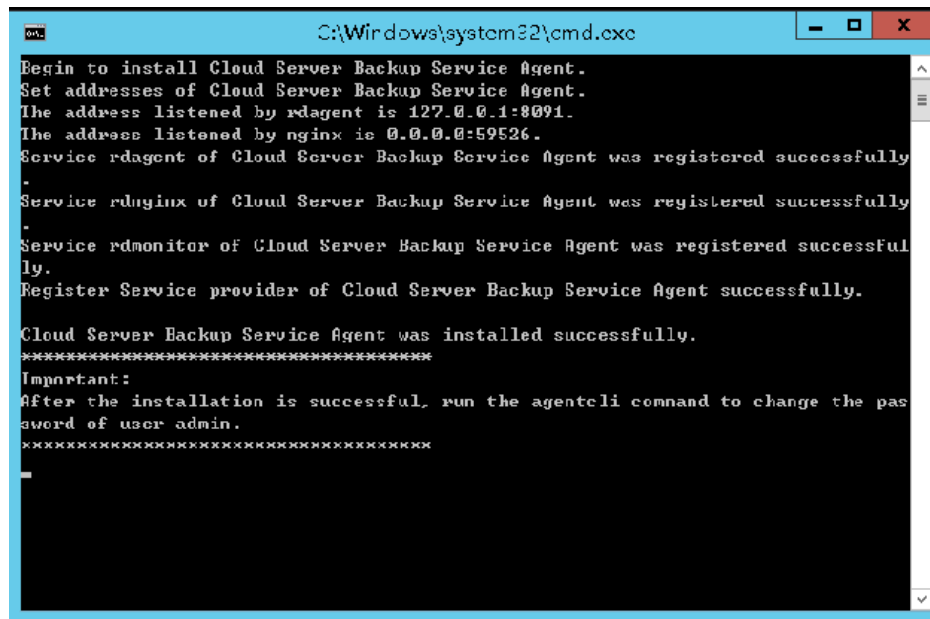 C:\Windows\system32\cmd.exe
Begin to install Cloud Server Backup Service Agent.
Set addresses of Cloud Server Backup Service Agent.
The address listened by rdagent is 127.0.0.1:8091.
The address listened by nginx is 0.0.0.0:59526.
Service rdagent of Cloud Server Backup Service Agent was registered successfully
.
Service rdnginx of Cloud Server Backup Service Agent was registered successfully
.
Service rdmonitor of Cloud Server Backup Service Agent was registered successful
ly.
Register Service provider of Cloud Server Backup Service Agent successfully.
Cloud Server Backup Service Agent was installed successfully.
*************************************
Important:
After the installation is successful, run the agentcli command to change the pas
sword of user admin.
*************************************